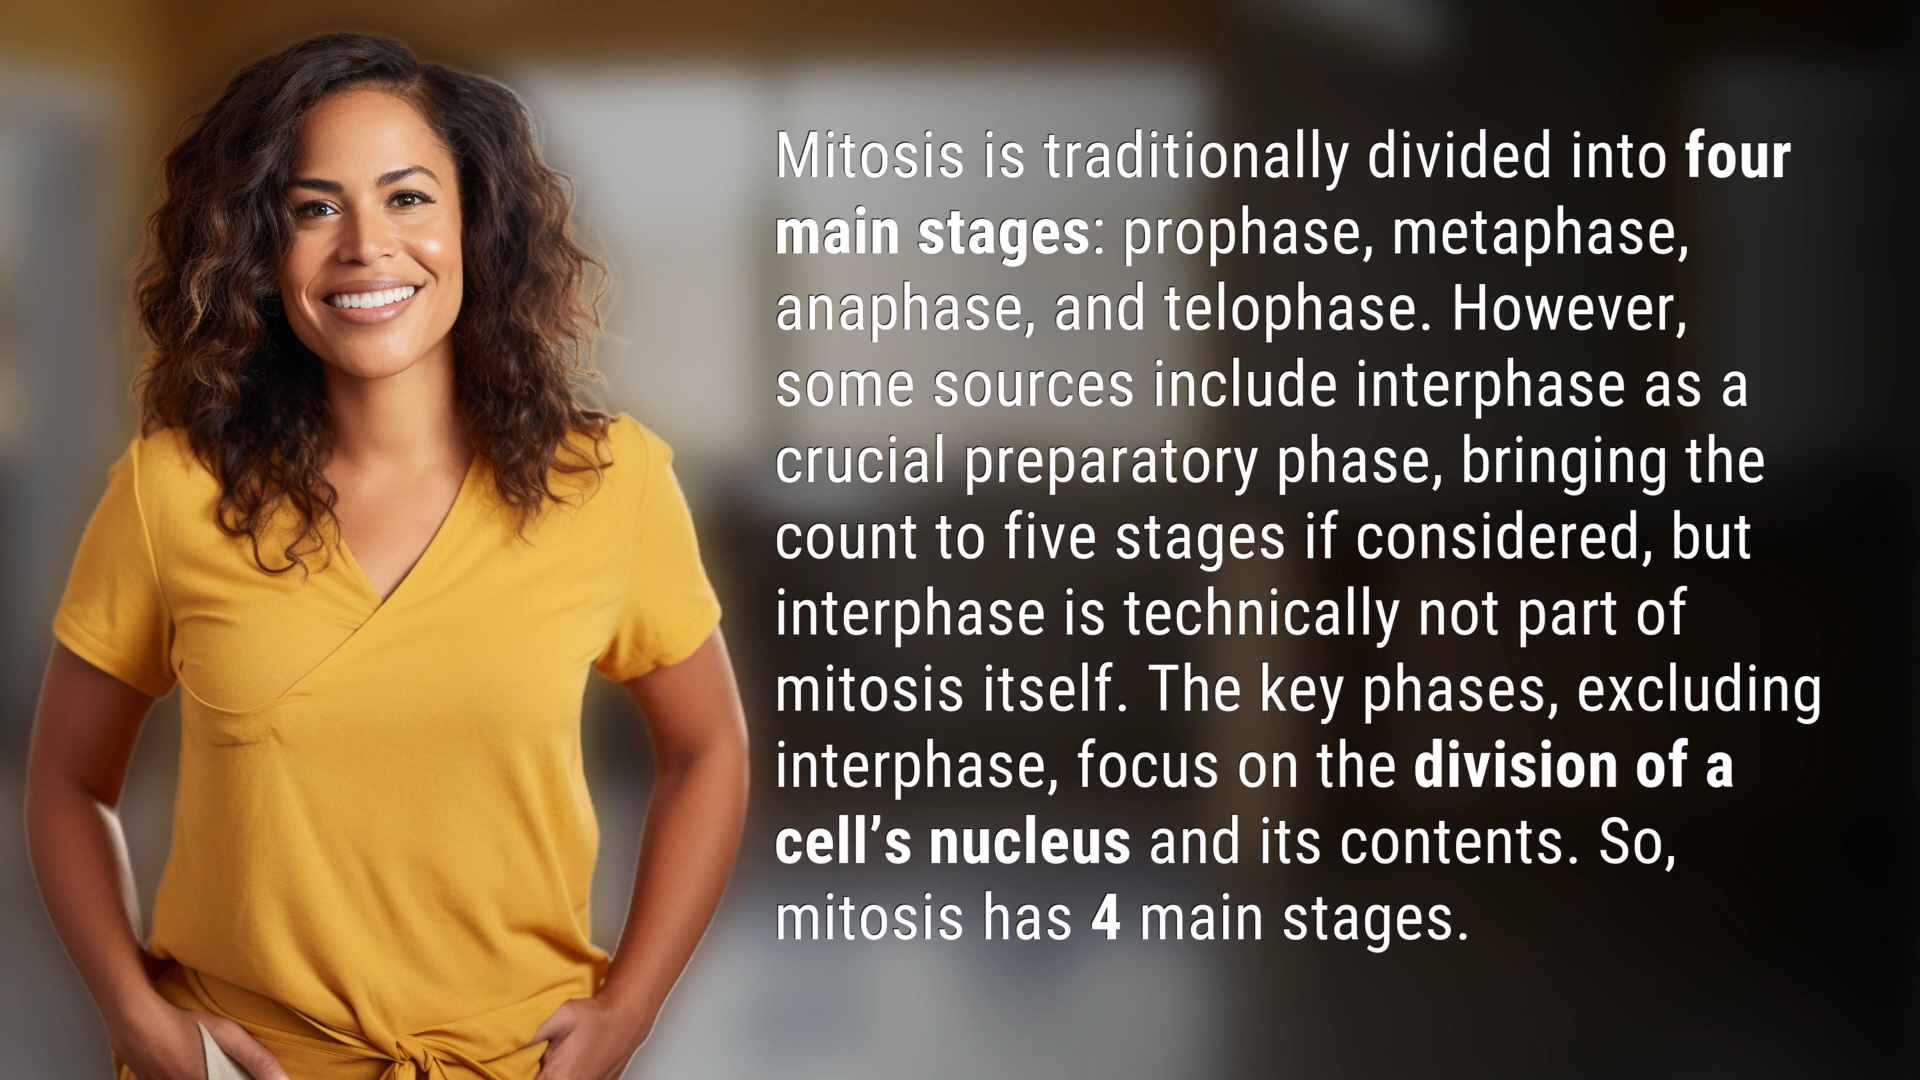 Mitosis is traditionally divided into four
main stages: prophase, metaphase,
anaphase, and telophase. However,
some sources include interphase as a
crucial preparatory phase, bringing the
count to five stages if considered, but
interphase is technically not part of
mitosis itself. The key phases, excluding
interphase, focus on the division of a
cell’s nucleus and its contents. So,
mitosis has 4 main stages.